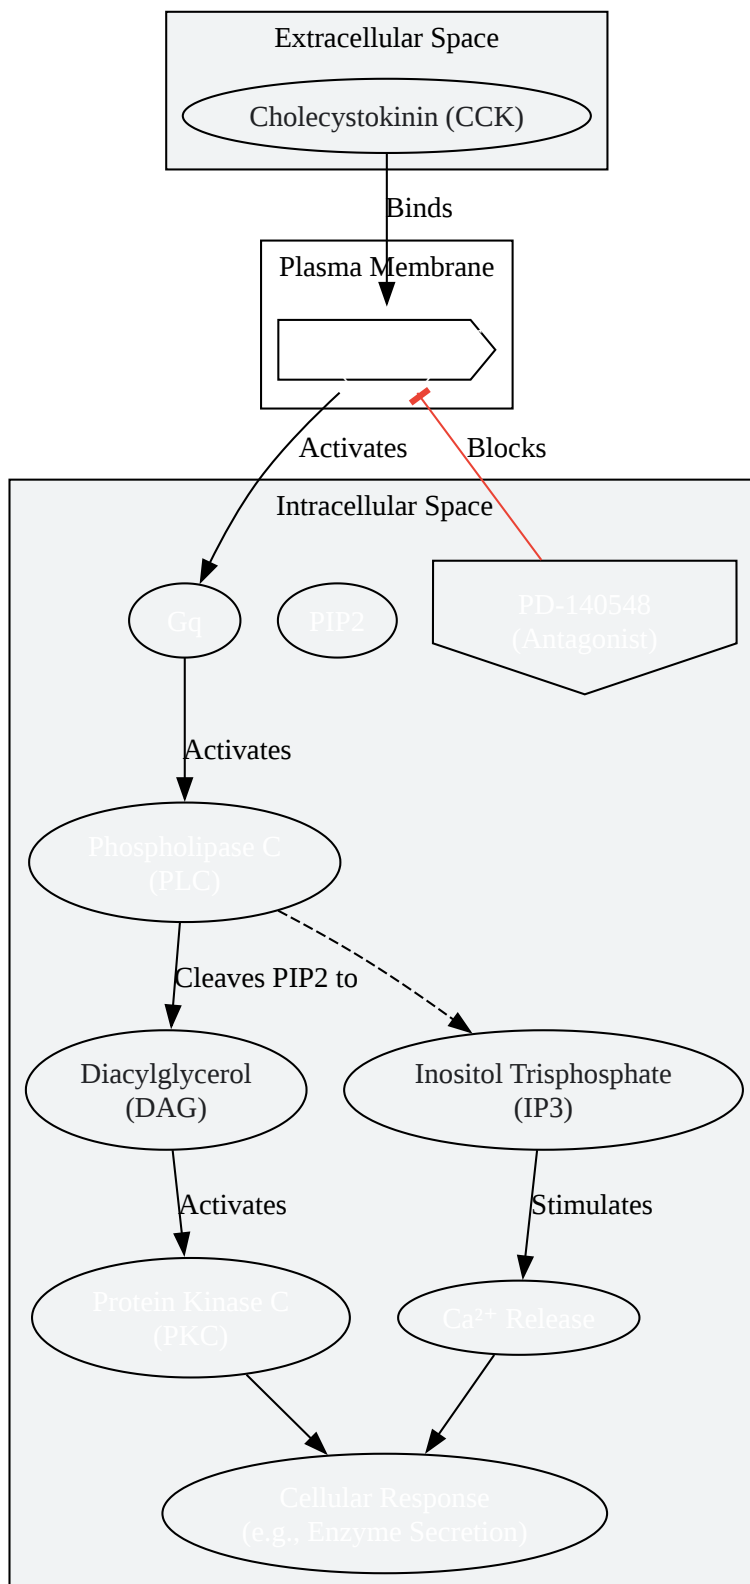 Extracellular Space
Cholecystokinin (CCK)
Binds
Plasma Membrane
Activates
Blocks
Intracellular Space
Gq
PIP2
PD-140548
(Antagonist)
Activates
Phospholipase C
(PLC)
Cleaves PIP2 to
Diacylglycerol
(DAG)
Inositol Trisphosphate
(IP3)
Activates
Stimulates
Protein Kinase C
(PKC)
Ca²⁺ Release
Cellular Response
(e.g., Enzyme Secretion)